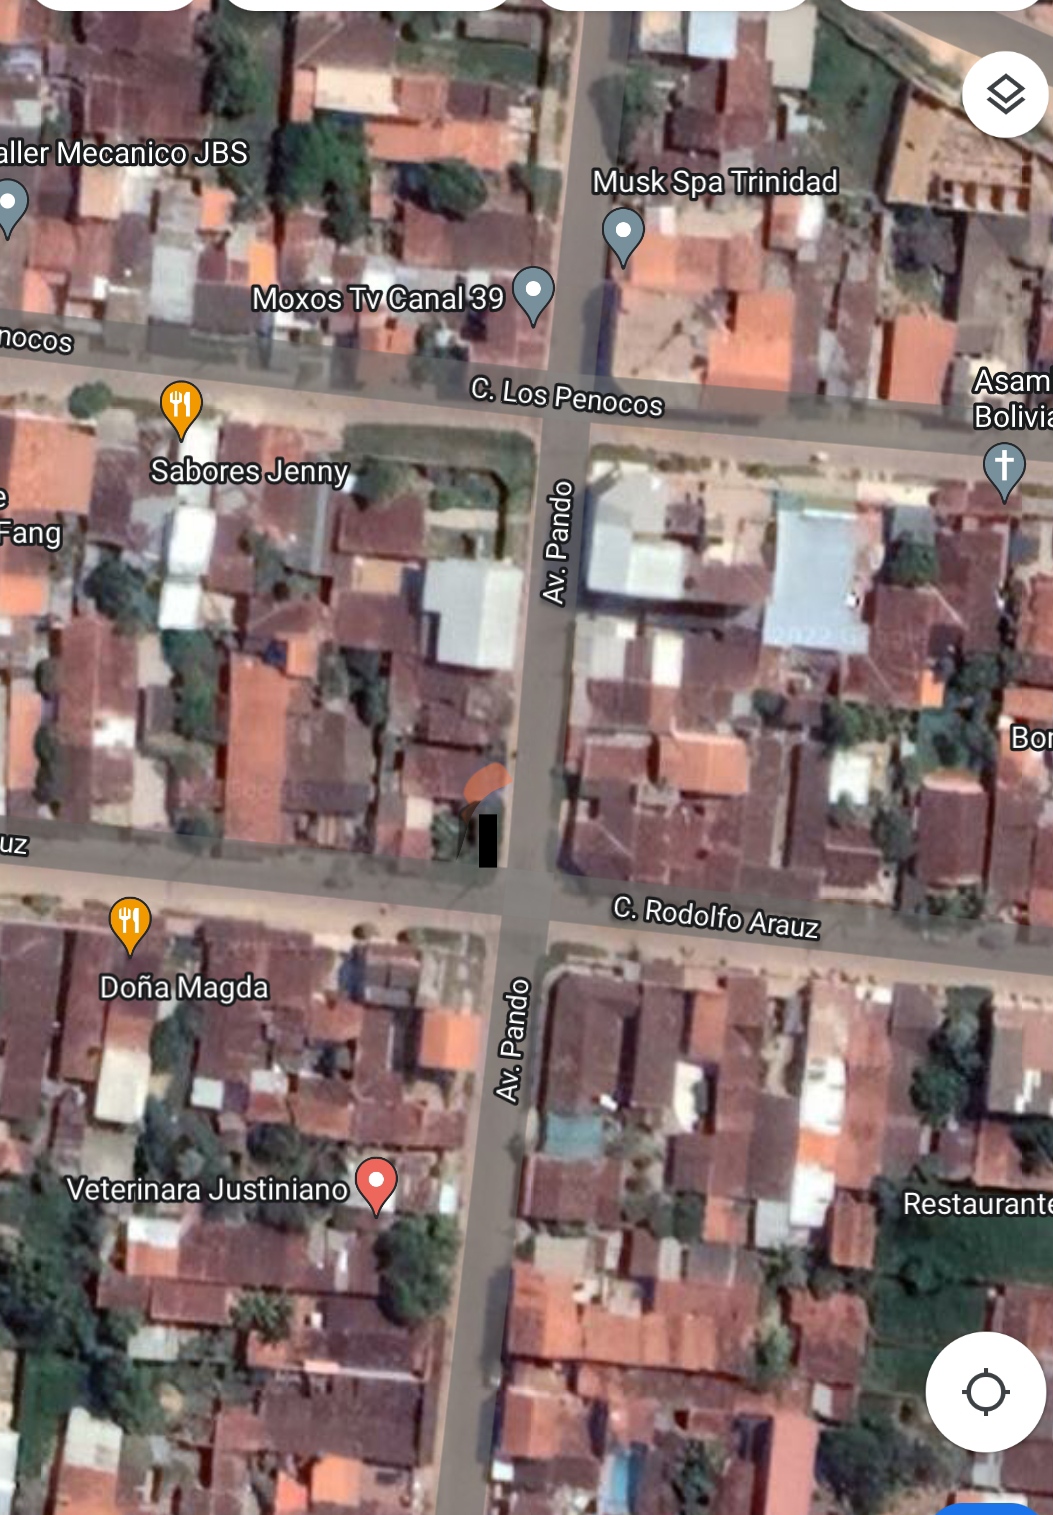 aller Mecanico JBS
Musk Spa Trinidad
Moxos Tv Canal 39
nocos
C. Los Penocos
Asam
Bolivia
Sabores Jenny
e
Fang
Av. Pando
Bor
uz
C. Rodolfo Arauz
Doña Magda
Av. Pando
Veterinara Justiniano
Restaurante